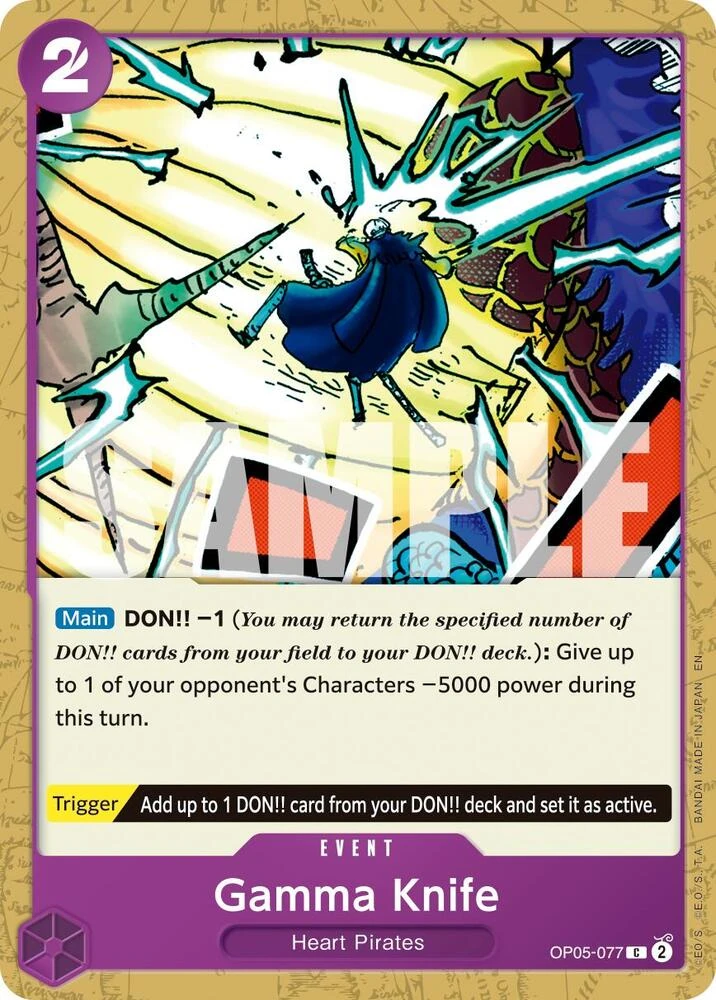 2
SAMPLE
Main DON!! −1 (You may return the specified number of
DON!! cards from your field to your DON!! deck.): Give up
to 1 of your opponent's Characters −5000 power during
this turn.
Trigger Add up to 1 DON!! card from your DON!! deck and set it as active.
EVENT
Gamma Knife
Heart Pirates
OP05-077 C 2
©E.O./S., T.A. BANDAI MADE IN JAPAN EN